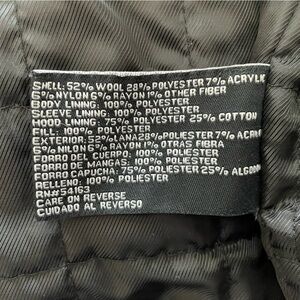 SHELL: 52% WOOL 28% POLYESTER 7% ACRYLIC
6% NYLON 6% RAYON 1% OTHER FIBER
BODY LINING: 100% POLYESTER
SLEEVE LINING: 100% POLYESTER
HOOD LINING: 75% POLYESTER 25% COTTON
FILL: 100% POLYESTER
EXTERIOR: 52% LANA 28% POLYESTER 7% ACRI
6% NILON 6% RAYON 1% OTRAS FIBRA
FORRO DEL CUERPO: 100% POLIESTER
FORRO DE MANGAS: 100% POLIESTER
FORRO CAPUCHA: 75% POLIESTER 25% ALGODO
RELLENO: 100% POLIESTER
RN# 54163
CARE ON REVERSE
CUIDADO AL REVERSO